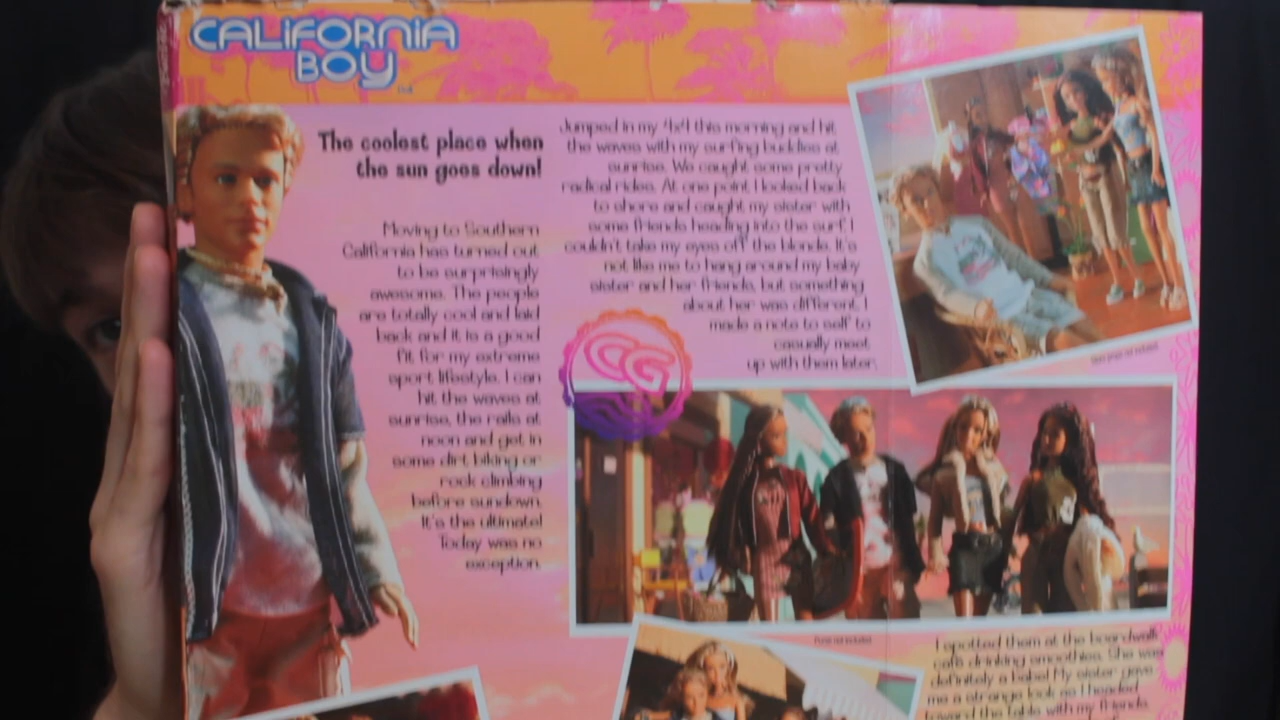 CALIFORNIA
BOY
The coolest place when
the sun goes down!
Moving to Southern
California has turned out
to be surprisingly
awesome. The people
are totally cool and laid
back and it is a good
fit for my extreme
sport lifestyle. I can
hit the waves at
sunrise, the rails at
noon and get in
some dirt biking or
rock climbing
before sundown.
It's the ultimate!
Today was no
exception.
Jumped in my 4x4 this morning and hit
the waves with my surfing buddies at
sunrise. We caught some pretty
radical rides. At one point I looked back
to shore and caught my sister with
some friends heading into the surf. I
couldn't take my eyes off the blonde. It's
not like me to hang around my baby
sister and her friends, but something
about her was different. I
made a note to self to
casually meet
up with them later.
CG
Purse not included.
I spotted them at the boardwalk
café drinking smoothies. She was
definitely a babe! My sister gave
me a strange look as I headed
toward the table with my friends.